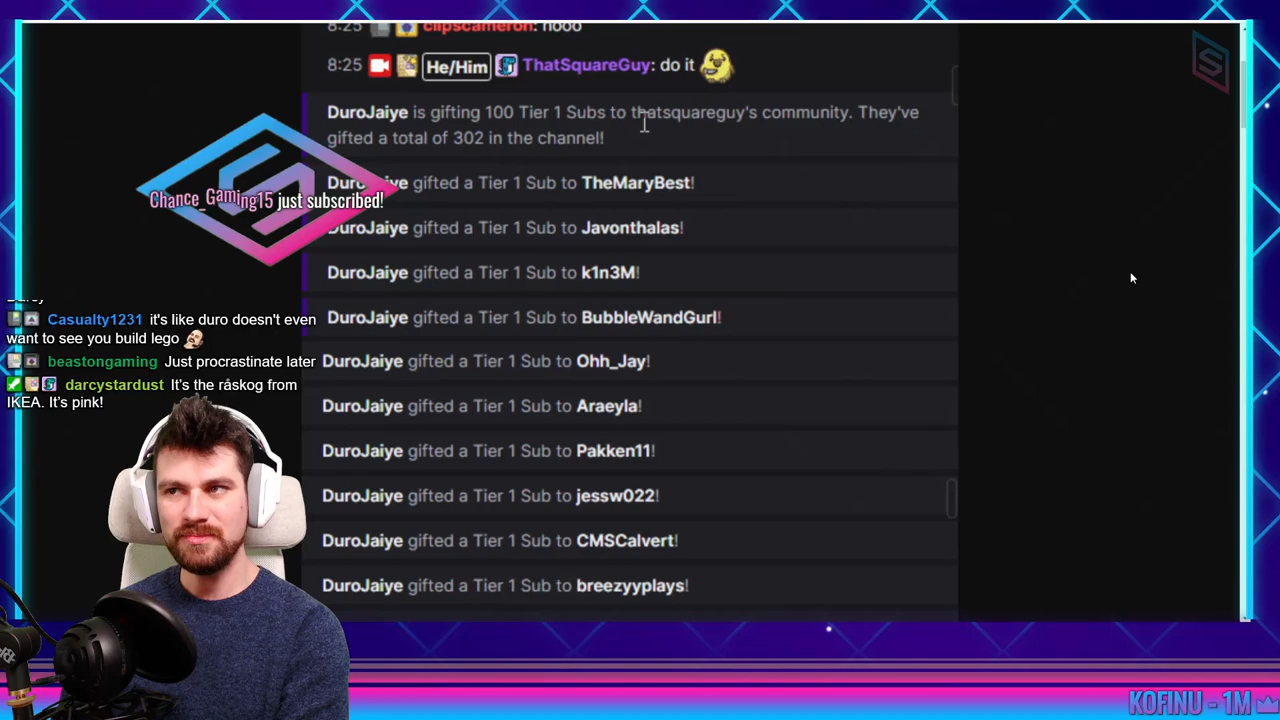 8:25 clipscameron: nooo
8:25 He/Him ThatSquareGuy: do it
DuroJaiye is gifting 100 Tier 1 Subs to thatsquareguy's community. They've
gifted a total of 302 in the channel!
DuroJaiye gifted a Tier 1 Sub to TheMaryBest!
Chance_Gaming15 just subscribed!
DuroJaiye gifted a Tier 1 Sub to Javonthalas!
DuroJaiye gifted a Tier 1 Sub to k1n3M!
DuroJaiye gifted a Tier 1 Sub to BubbleWandGurl!
DuroJaiye gifted a Tier 1 Sub to Ohh_Jay!
DuroJaiye gifted a Tier 1 Sub to Araeyla!
DuroJaiye gifted a Tier 1 Sub to Pakken11!
DuroJaiye gifted a Tier 1 Sub to jessw022!
DuroJaiye gifted a Tier 1 Sub to CMSCalvert!
DuroJaiye gifted a Tier 1 Sub to breezyyplays!
Casualty1231 it's like duro doesn't even
want to see you build lego
beastongaming Just procrastinate later
darcystardust It's the råskog from
IKEA. It's pink!
KOFINU - 1M